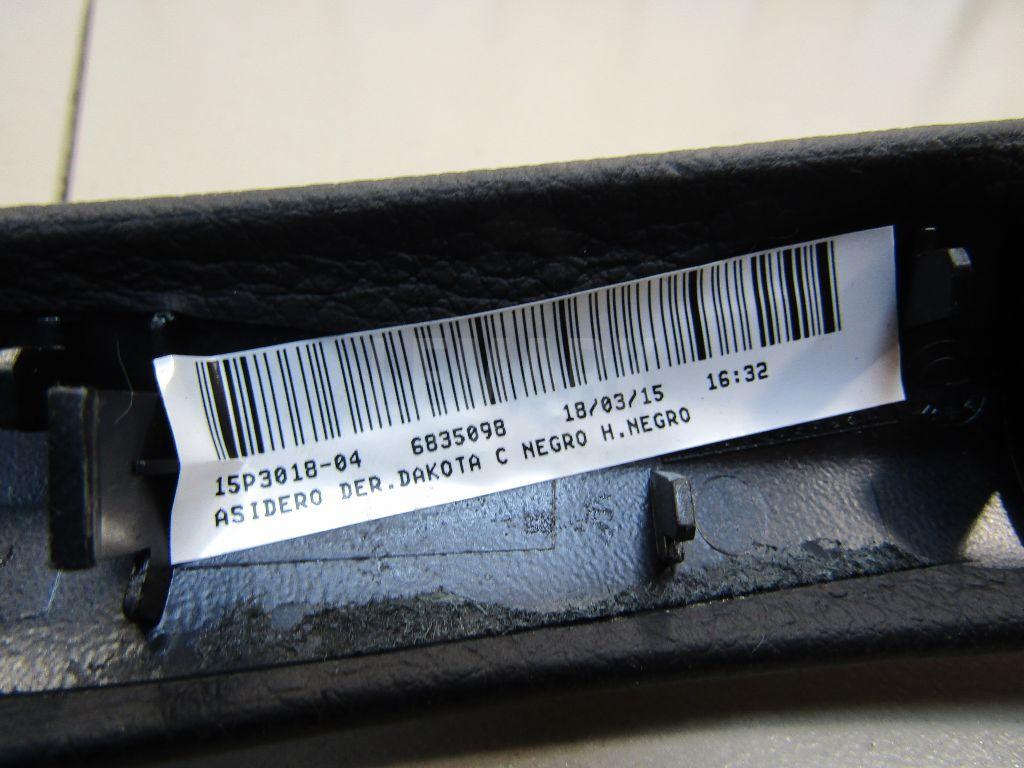 15P3018-04 6835098 18/03/15 16:32
ASIDERO DER.DAKOTA C NEGRO H.NEGRO